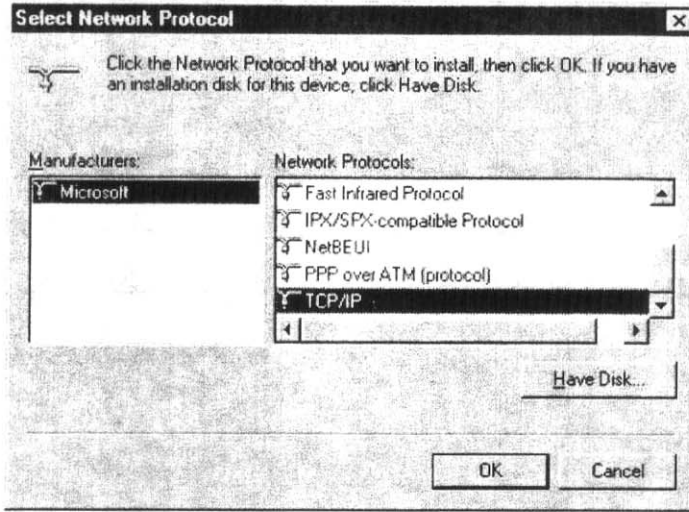 Select Network Protocol
Click the Network Protocol that you want to install, then click OK. If you have
an installation disk for this device, click Have Disk.
Manufacturers:
Microsoft
Network Protocols:
Fast Infrared Protocol
IPX/SPX-compatible Protocol
NetBEUI
PPP over ATM (protocol)
TCP/IP
Have Disk...
OK
Cancel